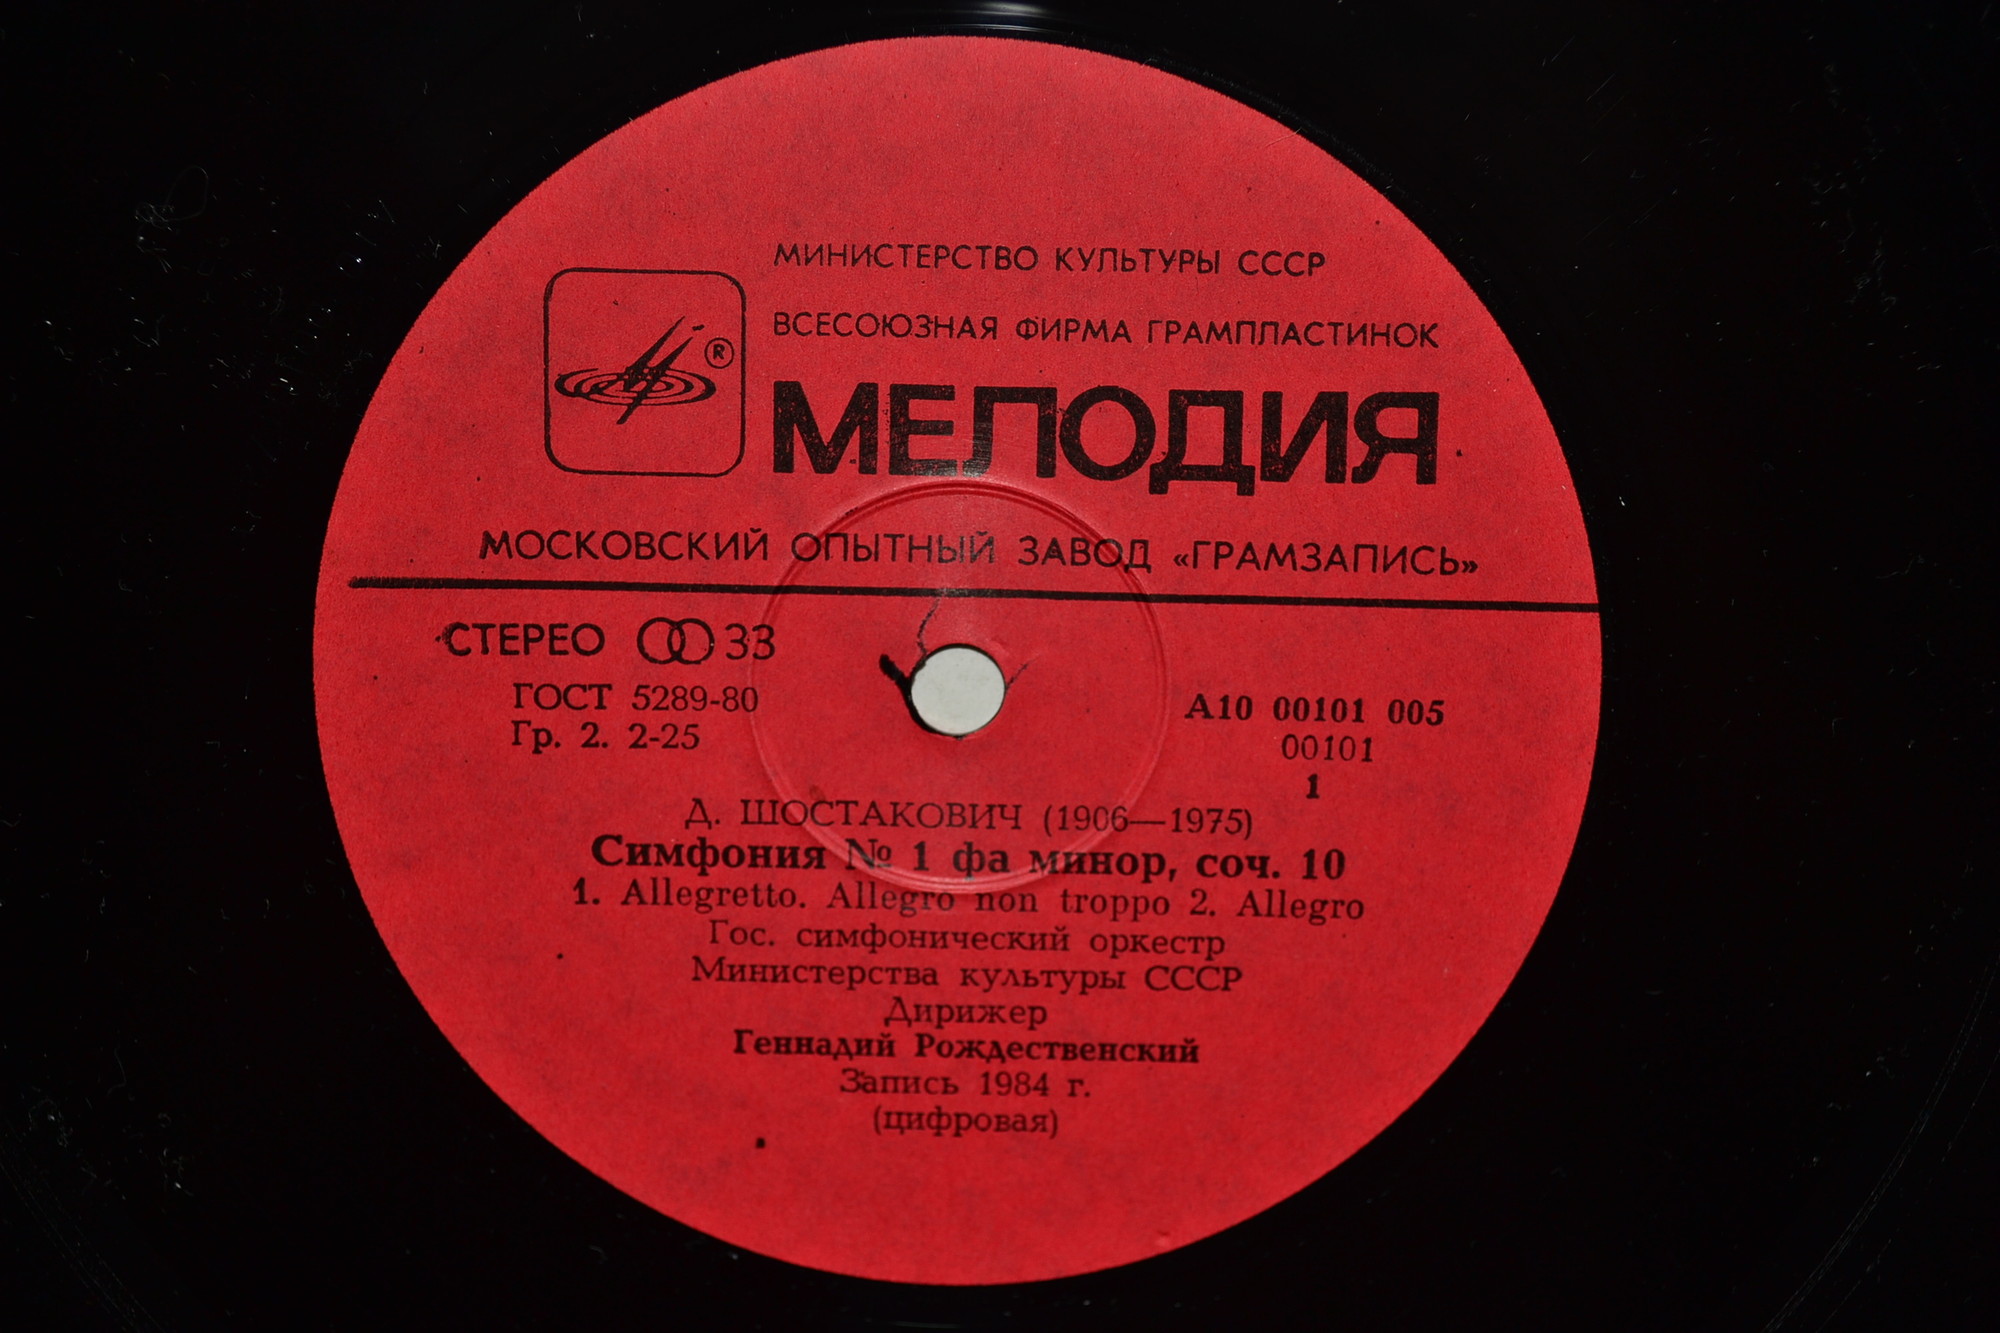 МИНИСТЕРСТВО КУЛЬТУРЫ СССР
ВСЕСОЮЗНАЯ ФИРМА ГРАМПЛАСТИНОК
®
МЕЛОДИЯ
МОСКОВСКИЙ ОПЫТНЫЙ ЗАВОД «ГРАМЗАПИСЬ»
СТЕРЕО 33
ГОСТ 5289-80
Гр. 2. 2-25
А10 00101 005
00101
1
Д. ШОСТАКОВИЧ (1906—1975)
Симфония № 1 фа минор, соч. 10
1. Allegretto. Allegro non troppo 2. Allegro
Гос. симфонический оркестр
Министерства культуры СССР
Дирижер
Геннадий Рождественский
Запись 1984 г.
(цифровая)